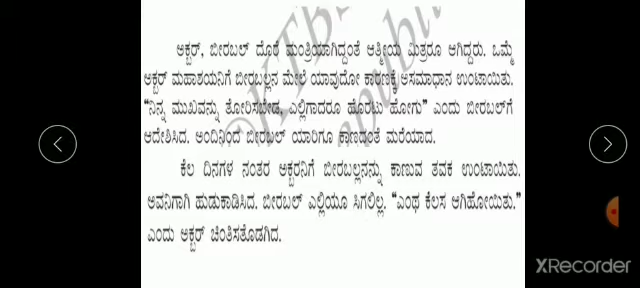 ಅಕ್ಬರ್, ಬೀರಬಲ್ ದೊರೆ ಮಂತ್ರಿಯಾಗಿದ್ದಂತೆ ಆತ್ಮೀಯ ಮಿತ್ರರೂ ಆಗಿದ್ದರು. ಒಮ್ಮೆ
ಅಕ್ಬರ್ ಮಹಾಶಯನಿಗೆ ಬೀರಬಲ್ಲನ ಮೇಲೆ ಯಾವುದೋ ಕಾರಣಕ್ಕೆ ಅಸಮಾಧಾನ ಉಂಟಾಯಿತು.
“ನಿನ್ನ ಮುಖವನ್ನು ತೋರಿಸಬೇಡ, ಎಲ್ಲಿಗಾದರೂ ಹೊರಟು ಹೋಗು” ಎಂದು ಬೀರಬಲ್‌ಗೆ
ಆದೇಶಿಸಿದ. ಅಂದಿನಿಂದ ಬೀರಬಲ್ ಯಾರಿಗೂ ಕಾಣದಂತೆ ಮರೆಯಾದ.
ಕೆಲ ದಿನಗಳ ನಂತರ ಅಕ್ಬರನಿಗೆ ಬೀರಬಲ್ಲನನ್ನು ಕಾಣುವ ತವಕ ಉಂಟಾಯಿತು.
ಅವನಿಗಾಗಿ ಹುಡುಕಾಡಿಸಿದ. ಬೀರಬಲ್ ಎಲ್ಲಿಯೂ ಸಿಗಲಿಲ್ಲ. “ಎಂಥ ಕೆಲಸ ಆಗಿಹೋಯಿತು.”
ಎಂದು ಅಕ್ಬರ್ ಚಿಂತಿಸತೊಡಗಿದ.
XRecorder